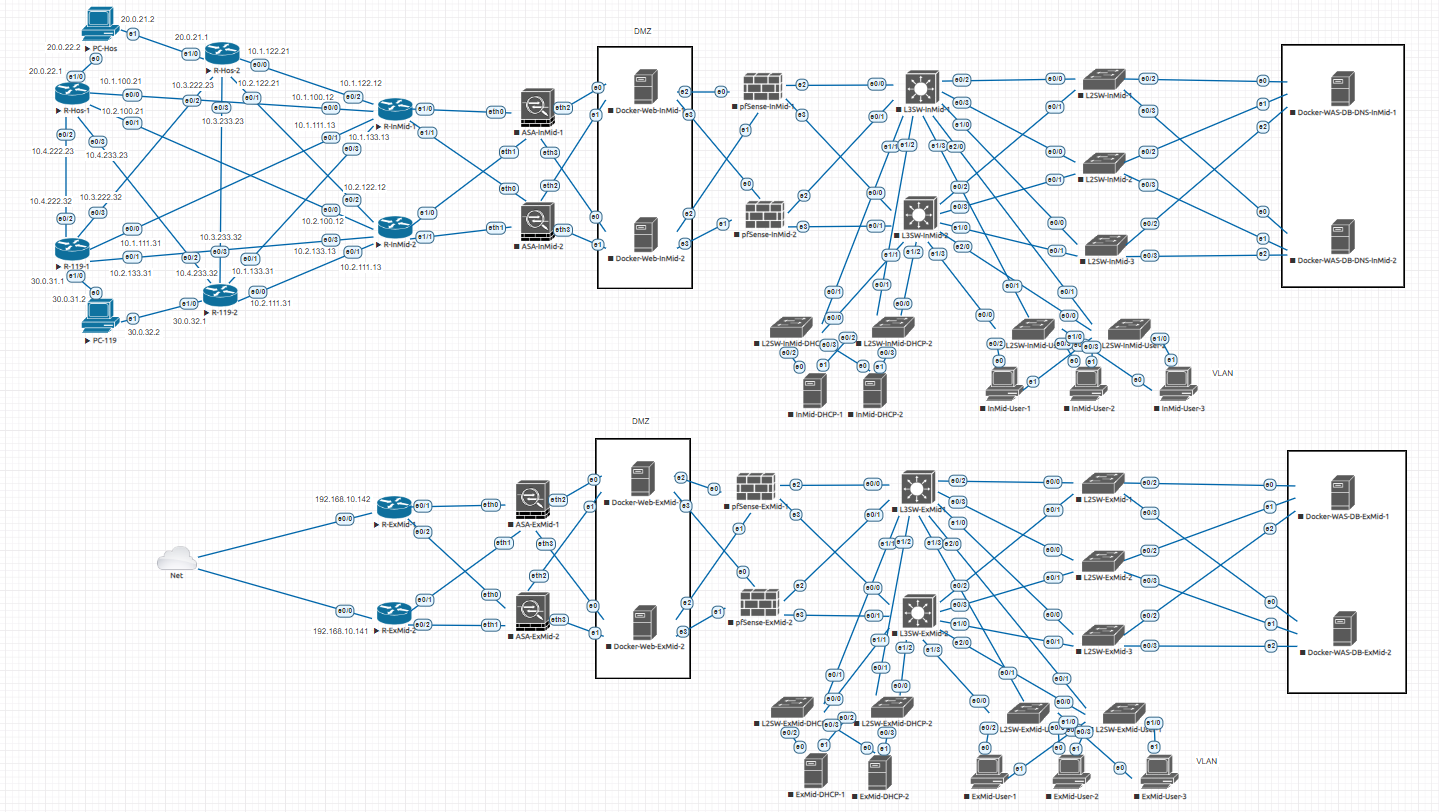 DMZ
20.0.21.2
e1
20.0.22.2
PC-Hos
e0
20.0.21.1
e1/0
R-Hos-2
e0/0
10.1.122.21
20.0.22.1
e1/0
10.1.100.21
e0/0
10.3.222.23
e0/2
e0/3
e0/1
10.2.122.21
10.1.122.12
e0/2
10.1.100.12
e0/0
e1/0
R-Hos-1
10.2.100.21
e0/1
10.3.233.23
10.1.111.13
e0/1
R-InMid-1
e1/1
10.1.133.13
e0/3
e0/2
e0/3
10.4.222.23
10.4.233.23
10.4.222.32
10.3.222.32
e0/2
e0/3
10.2.122.12
e0/2
10.2.100.12
e0/0
e1/0
R-InMid-2
e1/1
e0/0
10.1.111.31
10.3.233.32
e0/3
e0/3
10.2.133.13
e0/1
10.2.111.13
R-119-1
e0/1
e0/2
e0/1
10.2.133.31
10.4.233.32
10.1.133.31
30.0.31.1
e1/0
30.0.31.2
e0
e1/0
e0/0
10.2.111.31
R-119-2
e1
30.0.32.1
30.0.32.2
PC-119
eth0
eth2
ASA-InMid-1
eth1
eth3
eth0
eth2
eth1
eth3
ASA-InMid-2
e0
e1
Docker-Web-InMid-1
e2
e3
e0
e1
Docker-Web-InMid-2
e2
e3
e0
e2
pfSense-InMid-1
e1
e3
e0
e2
e1
e3
pfSense-InMid-2
e0/0
e0/1
e0/2
e0/3
L3SW-InMid-1
e1/0
e1/1
e1/2
e1/3
e2/0
e0/0
e0/1
e0/2
e0/3
e1/0
L3SW-InMid-2
e2/0
e1/1
e1/2
e1/3
e0/0
e0/2
L2SW-InMid-1
e0/1
e0/3
e0/0
e0/2
L2SW-InMid-2
e0/1
e0/3
e0/0
e0/2
e0/1
e0/3
L2SW-InMid-3
e0
e1
Docker-WAS-DB-DNS-InMid-1
e2
e0
e1
e2
Docker-WAS-DB-DNS-InMid-2
e0/1
e0/0
e0/0
L2SW-InMid-DHCP-2
e0/2
e0/3
e0/2
e0/3
e0
e1
e0
e1
InMid-DHCP-1
InMid-DHCP-2
e0/1
e0/1
e0/0
e0/0
e0/2
e1/0
e0/3
e1/0
e0
e1
e0
e1
e0
e1
VLAN
InMid-User-1
InMid-User-2
InMid-User-3
DMZ
192.168.10.142
e0/0
e0/1
R-ExMid-1
e0/2
Net
e0/0
192.168.10.141
e0/1
R-ExMid-2
e0/2
eth0
eth2
ASA-ExMid-1
eth1
eth3
eth2
eth0
eth1
eth3
ASA-ExMid-2
e0
e1
Docker-Web-ExMid-1
e2
e3
e0
e1
Docker-Web-ExMid-2
e2
e3
e0
e2
pfSense-ExMid-1
e1
e3
e0
e2
e1
e3
pfSense-ExMid-2
e0/0
e0/1
e0/2
e0/3
L3SW-ExMid-1
e1/0
e1/1
e1/2
e1/3
e2/0
e0/0
e0/1
e0/2
e0/3
e1/0
L3SW-ExMid-2
e2/0
e1/1
e1/2
e1/3
e0/0
e0/2
L2SW-ExMid-1
e0/1
e0/3
e0/0
e0/2
L2SW-ExMid-2
e0/1
e0/3
e0/0
e0/2
L2SW-ExMid-3
e0/1
e0/3
e0
e1
Docker-WAS-DB-ExMid-1
e2
e0
e1
e2
Docker-WAS-DB-ExMid-2
e0/1
e0/1
e0/0
e0/0
L2SW-ExMid-DHCP-2
e0/2
e0/3
e0/2
e0/3
e0
e1
e0
e1
ExMid-DHCP-1
ExMid-DHCP-2
e0/1
e0/1
e0/0
e0/0
e0/2
e1/0
e0/2
e0/3
e1/0
e0
e1
e0
e1
e0
e1
VLAN
ExMid-User-1
ExMid-User-2
ExMid-User-3